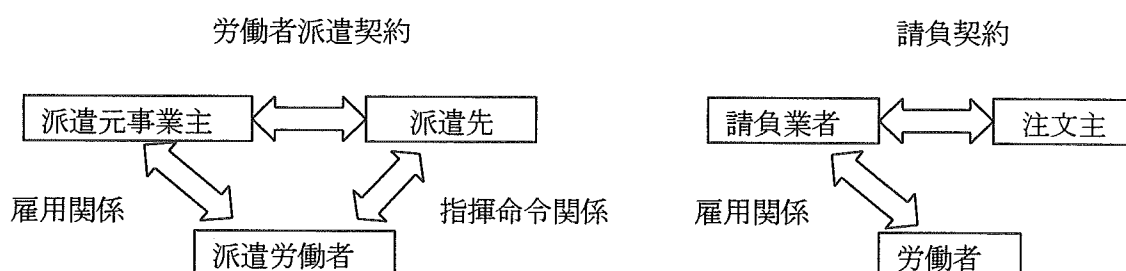 労働者派遣契約
請負契約
派遣元事業主
派遣先
請負業者
注文主
雇用関係
指揮命令関係
雇用関係
派遣労働者
労働者